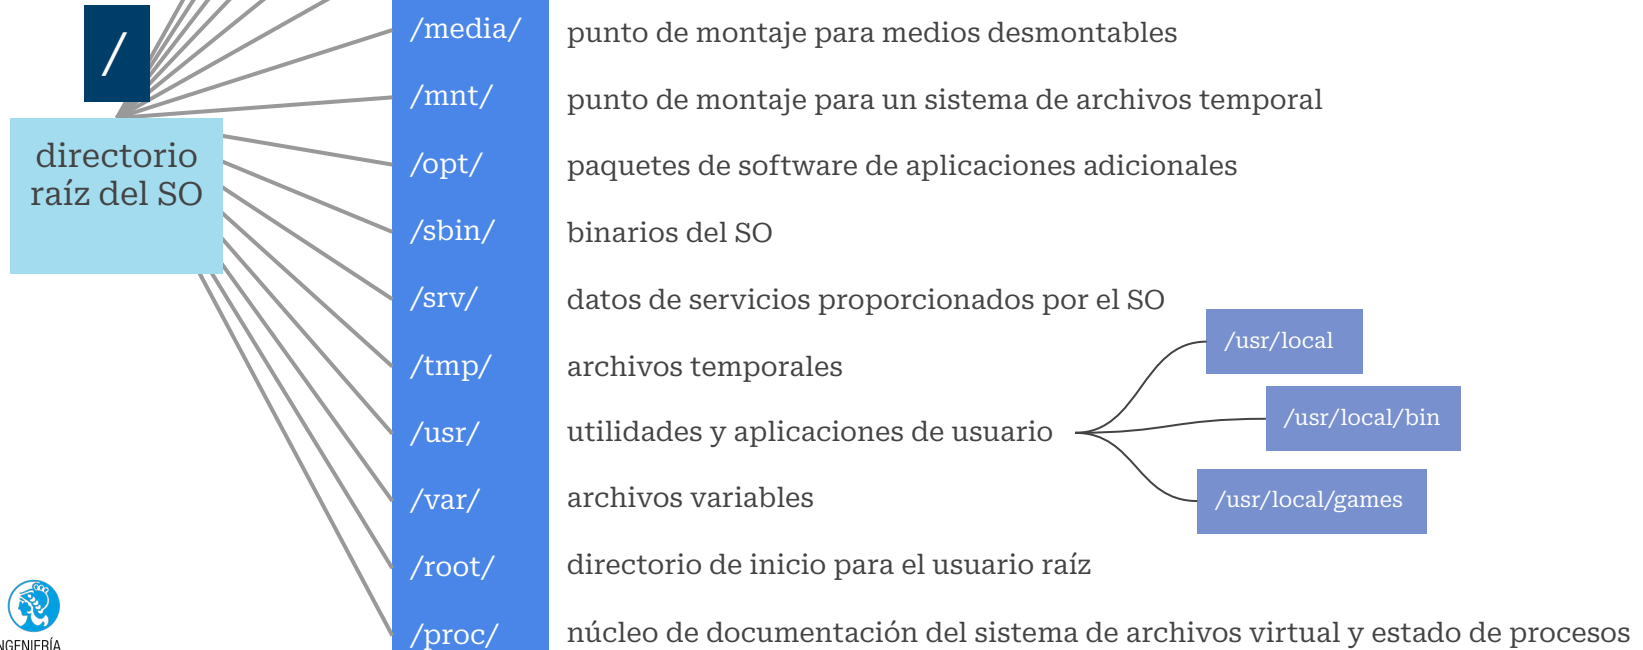 /
directorio
raíz del SO
/media/ punto de montaje para medios desmontables
/mnt/ punto de montaje para un sistema de archivos temporal
/opt/ paquetes de software de aplicaciones adicionales
/sbin/ binarios del SO
/srv/ datos de servicios proporcionados por el SO
/tmp/ archivos temporales
/usr/ utilidades y aplicaciones de usuario
/usr/local
/usr/local/bin
/usr/local/games
/var/ archivos variables
/root/ directorio de inicio para el usuario raíz
/proc/ núcleo de documentación del sistema de archivos virtual y estado de procesos
INGENIERÍA